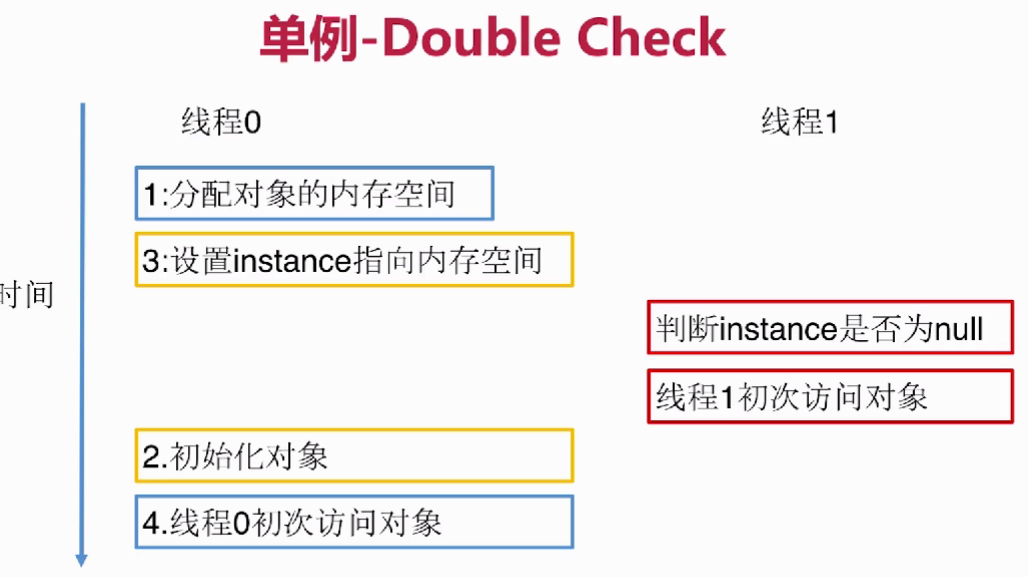 单例-Double Check
线程0
线程1
1:分配对象的内存空间
3:设置instance指向内存空间
时间
判断instance是否为null
线程1初次访问对象
2.初始化对象
4.线程0初次访问对象